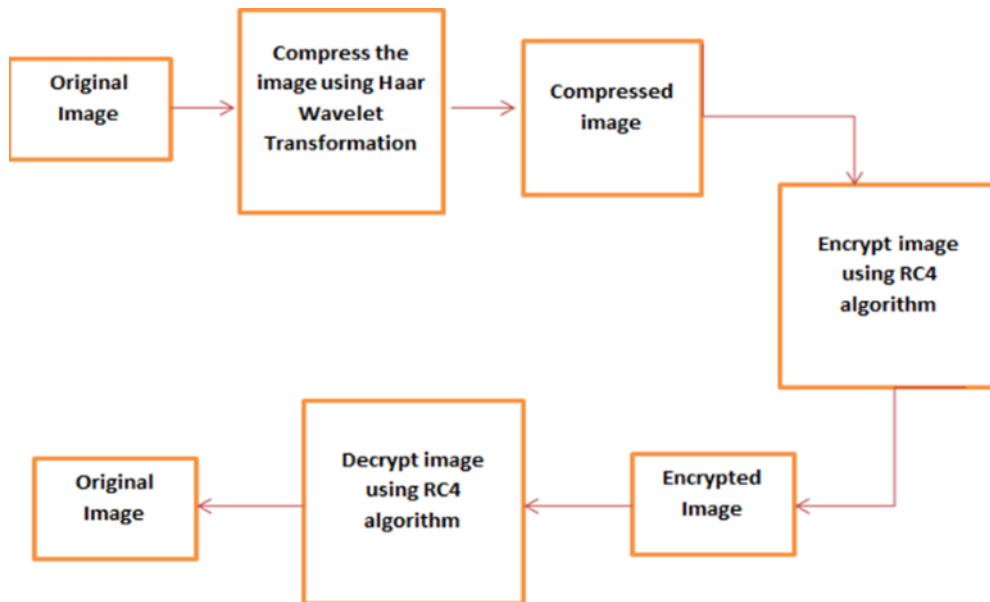 Original
Image
Compress the
image using Haar
Wavelet
Transformation
Compressed
image
Encrypt image
using RC4
algorithm
Encrypted
Image
Decrypt image
using RC4
algorithm
Original
Image